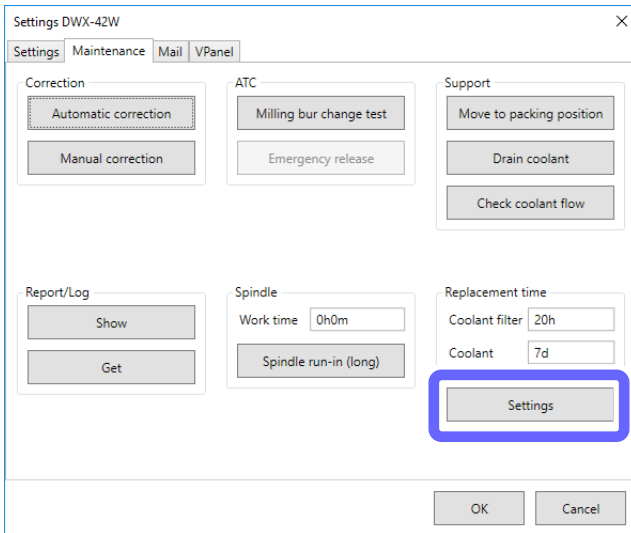 Settings DWX-42W
Settings Maintenance Mail VPanel
Correction
Automatic correction
Manual correction
ATC
Milling bur change test
Emergency release
Support
Move to packing position
Drain coolant
Check coolant flow
Report/Log
Show
Get
Spindle
Work time 0h0m
Spindle run-in (long)
Replacement time
Coolant filter 20h
Coolant 7d
Settings
OK Cancel